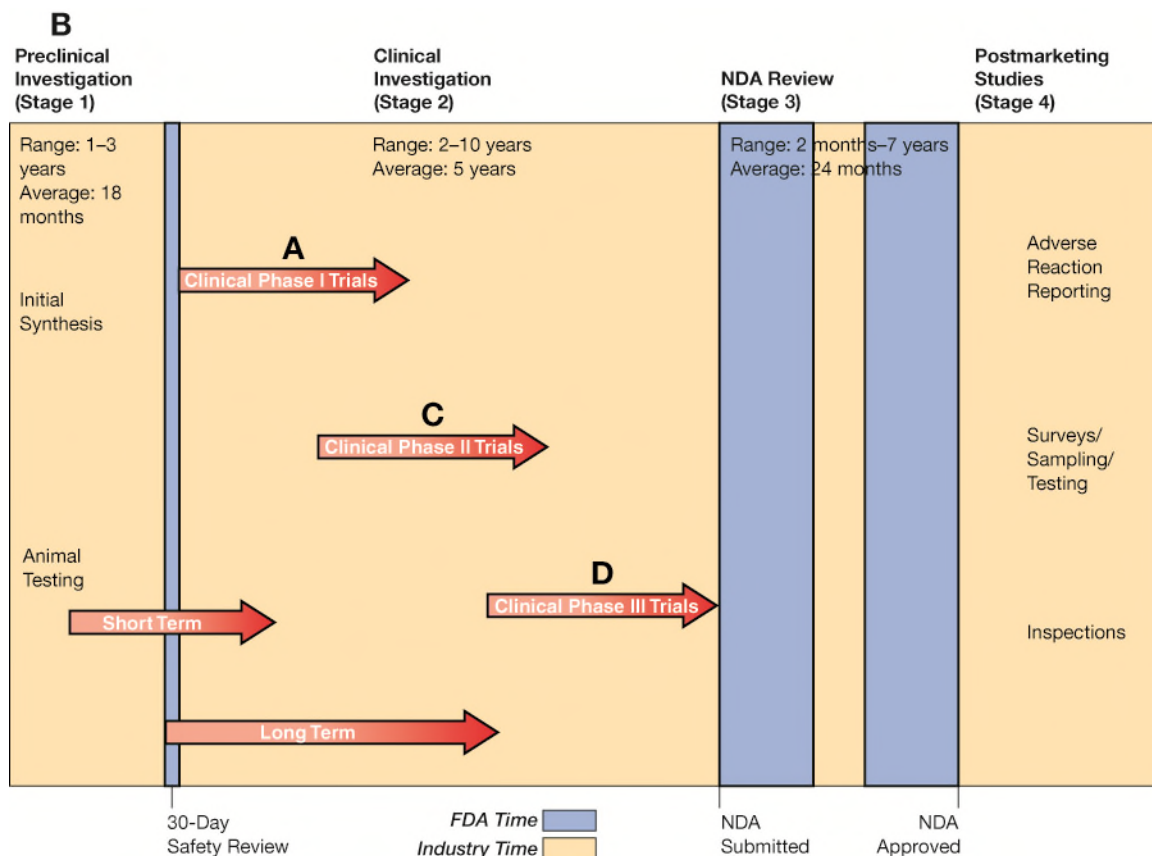 B
Preclinical
Investigation
(Stage 1)
Clinical
Investigation
(Stage 2)
NDA Review
(Stage 3)
Postmarketing
Studies
(Stage 4)
Range: 1–3
years
Average: 18
months
Range: 2–10 years
Average: 5 years
Range: 2 months–7 years
Average: 24 months
A
Clinical Phase I Trials
Initial
Synthesis
Adverse
Reaction
Reporting
C
Clinical Phase II Trials
Surveys/
Sampling/
Testing
Animal
Testing
Short Term
D
Clinical Phase III Trials
Inspections
Long Term
30-Day
Safety Review
FDA Time
Industry Time
NDA
Submitted
NDA
Approved